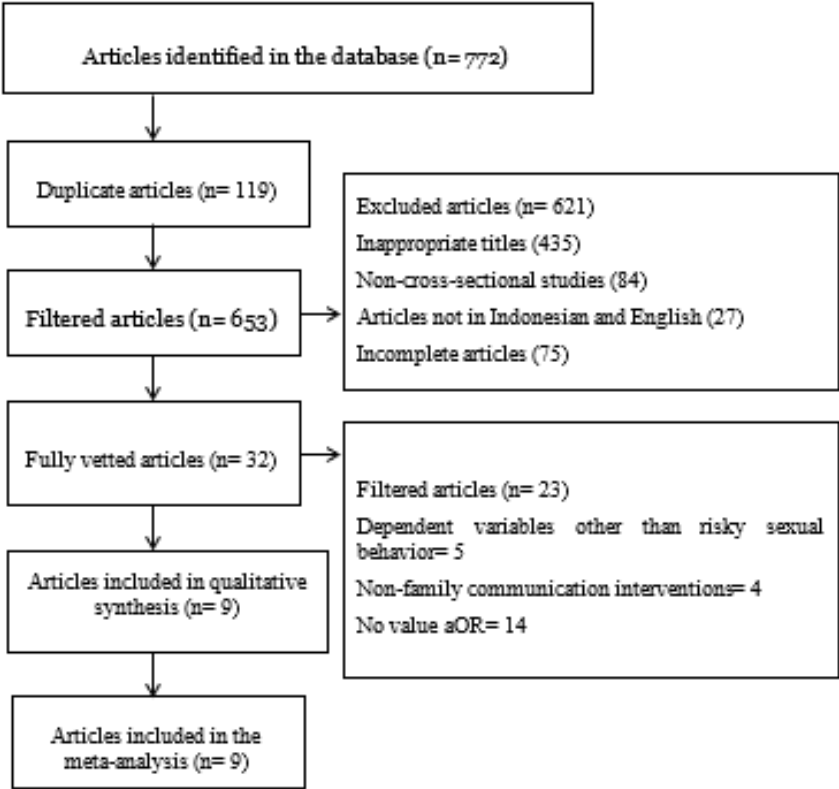 Articles identified in the database (n= 772)
Duplicate articles (n= 119)
Filtered articles (n= 653)
Excluded articles (n= 621)
Inappropriate titles (435)
Non-cross-sectional studies (84)
Articles not in Indonesian and English (27)
Incomplete articles (75)
Fully vetted articles (n= 32)
Filtered articles (n= 23)
Dependent variables other than risky sexual
behavior= 5
Non-family communication interventions= 4
No value aOR= 14
Articles included in qualitative
synthesis (n= 9)
Articles included in the
meta-analysis (n= 9)